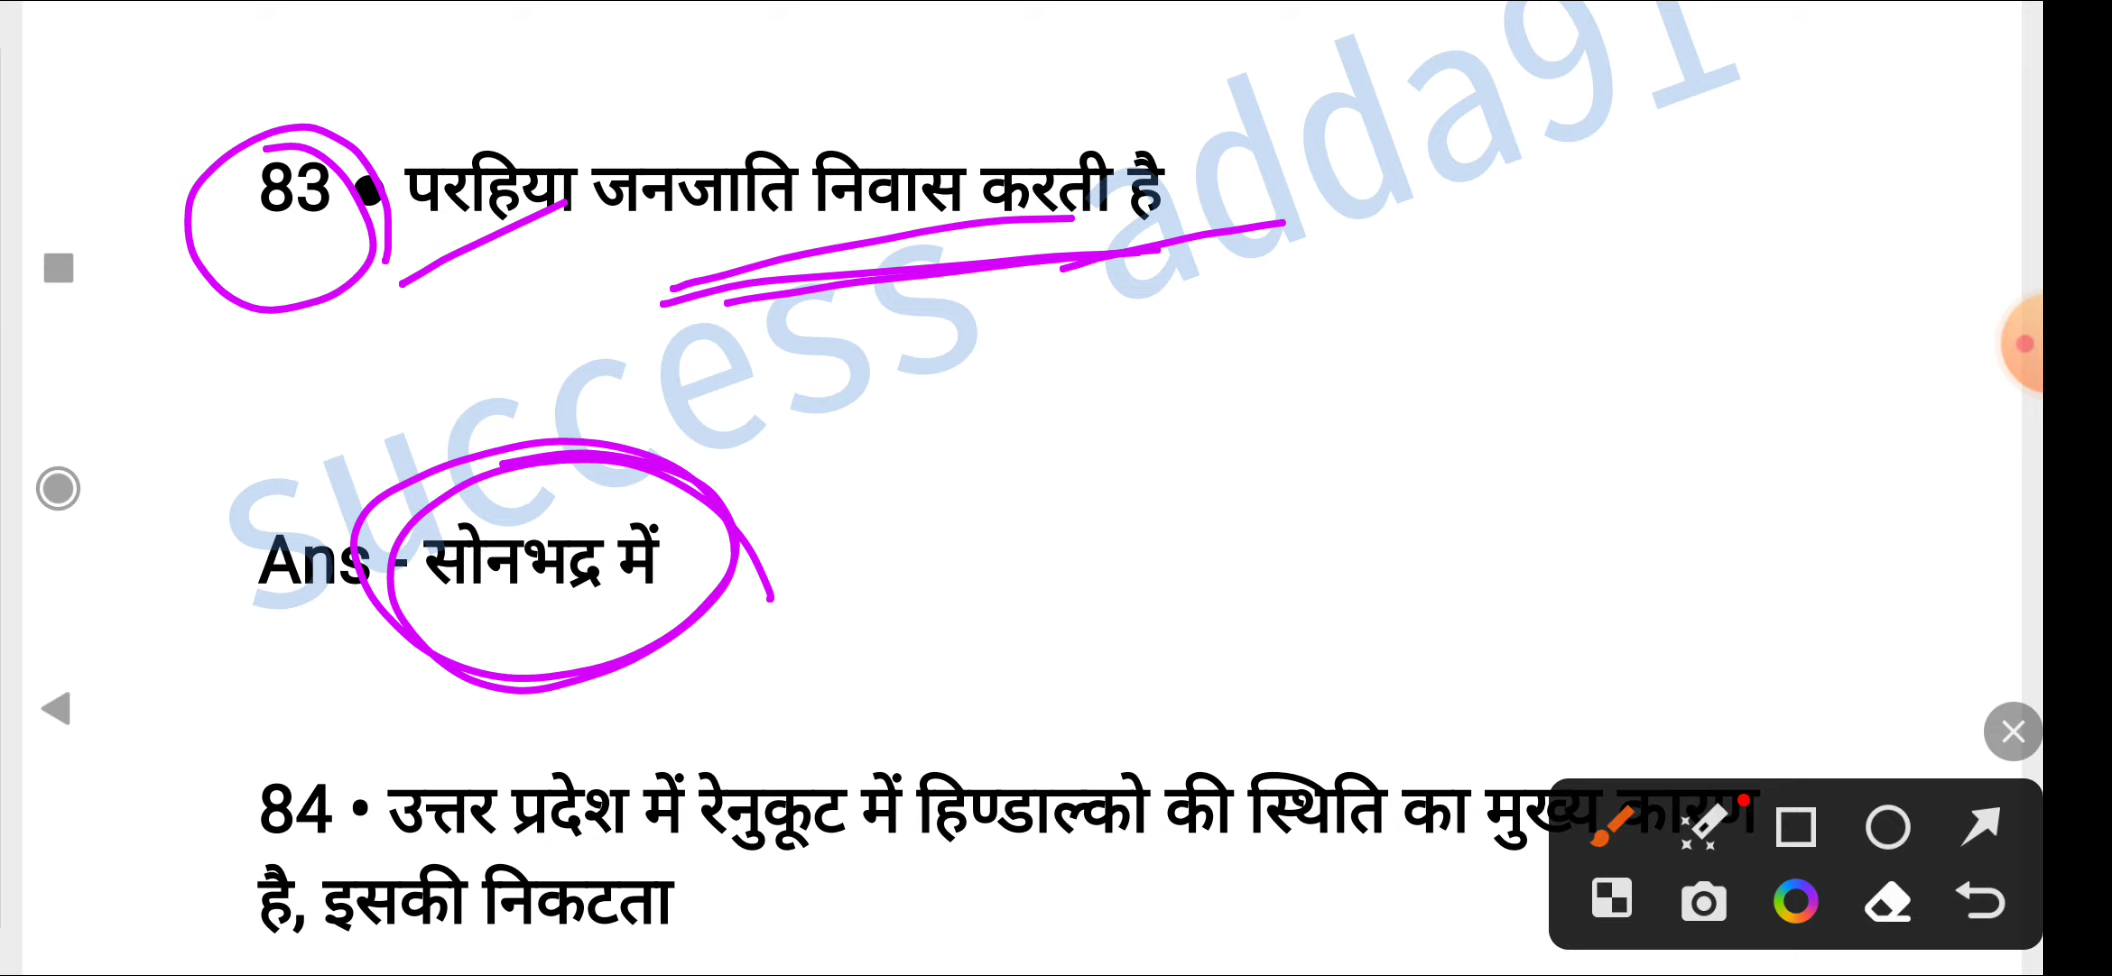 success adda91
83 • परहिया जनजाति निवास करती है
Ans - सोनभद्र में
84 • उत्तर प्रदेश में रेनुकूट में हिण्डाल्को की स्थिति का मुख्य कारण
है, इसकी निकटता